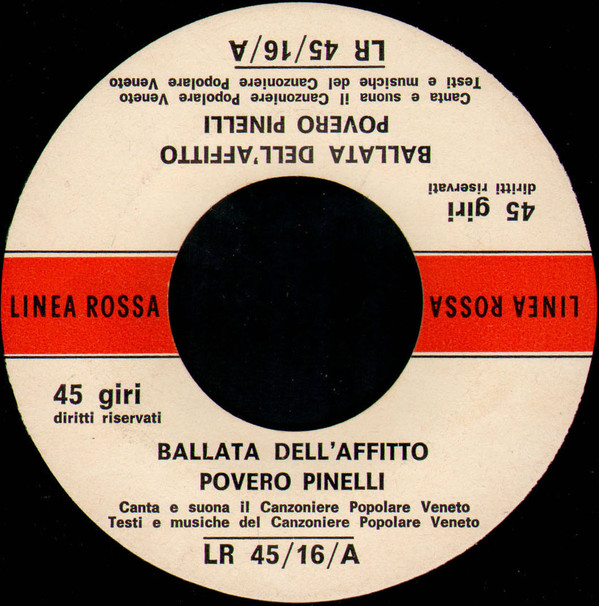 LR 45/16/A
Testi e musiche del Canzoniere Popolare Veneto
Canta e suona il Canzoniere Popolare Veneto
POVERO PINELLI
BALLATA DELL'AFFITTO
diritti riservati
45 giri
LINEA ROSSA
LINEA ROSSA
45 giri
diritti riservati
BALLATA DELL'AFFITTO
POVERO PINELLI
Canta e suona il Canzoniere Popolare Veneto
Testi e musiche del Canzoniere Popolare Veneto
LR 45/16/A